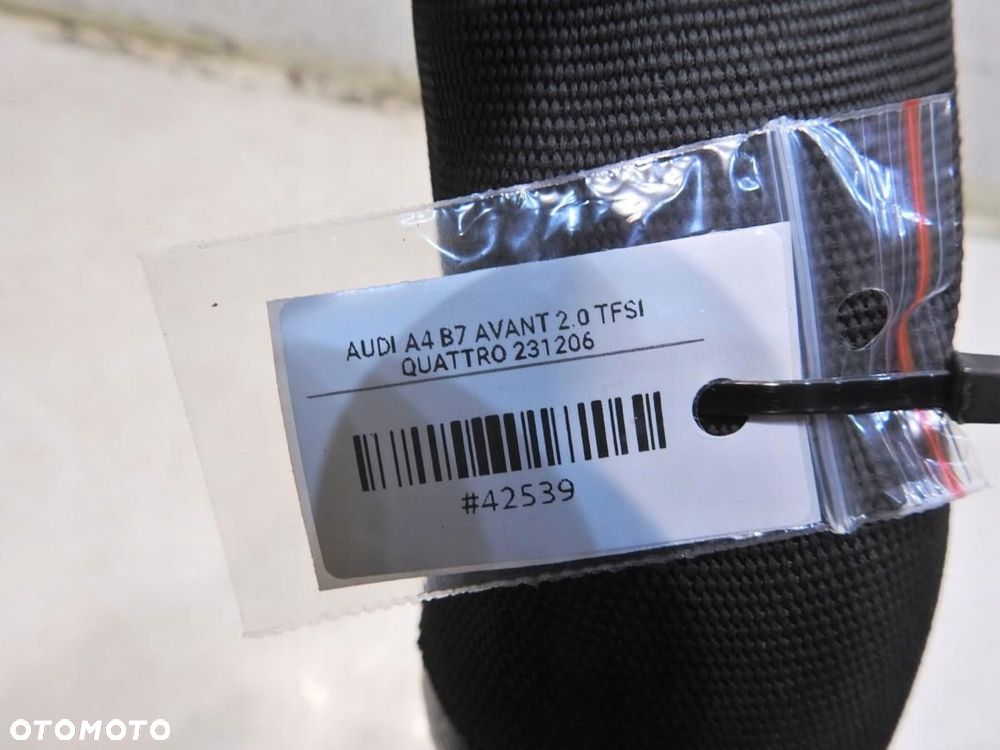 AUDI A4 B7 AVANT 2.0 TFSI
QUATTRO 231206
#42539
OTOMOTO